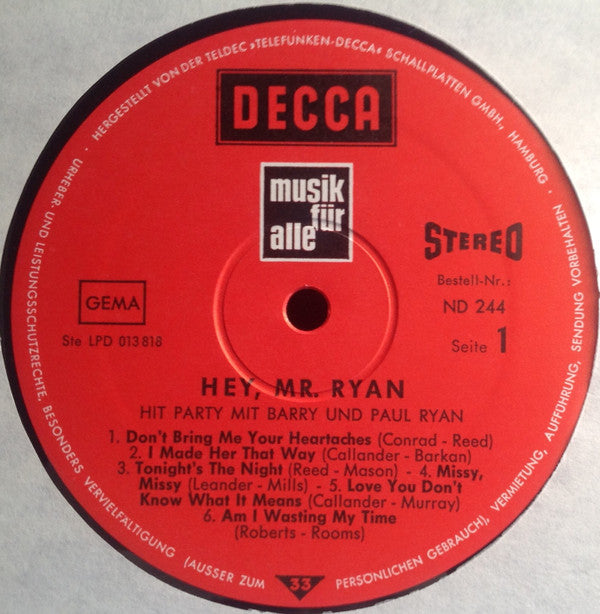 HERGESTELLT VON DER TELDEC »TELEFUNKEN-DECCA« SCHALLPLATTEN GMBH., HAMBURG
URHEBER- UND LEISTUNGSSCHUTZRECHTE, BESONDERS VERVIELFÄLTIGUNG (AUSSER ZUM PERSÖNLICHEN GEBRAUCH), VERMIETUNG, AUFFÜHRUNG, SENDUNG VORBEHALTEN
DECCA
musik
für
alle
STEREO
GEMA
Bestell-Nr.:
ND 244
Ste LPD 013 818
Seite 1
HEY, MR. RYAN
HIT PARTY MIT BARRY UND PAUL RYAN
1. Don't Bring Me Your Heartaches (Conrad - Reed)
2. I Made Her That Way (Callander - Barkan)
3. Tonight's The Night (Reed - Mason) - 4. Missy,
Missy (Leander - Mills) - 5. Love You Don't
Know What It Means (Callander - Murray)
6. Am I Wasting My Time
(Roberts - Rooms)
33